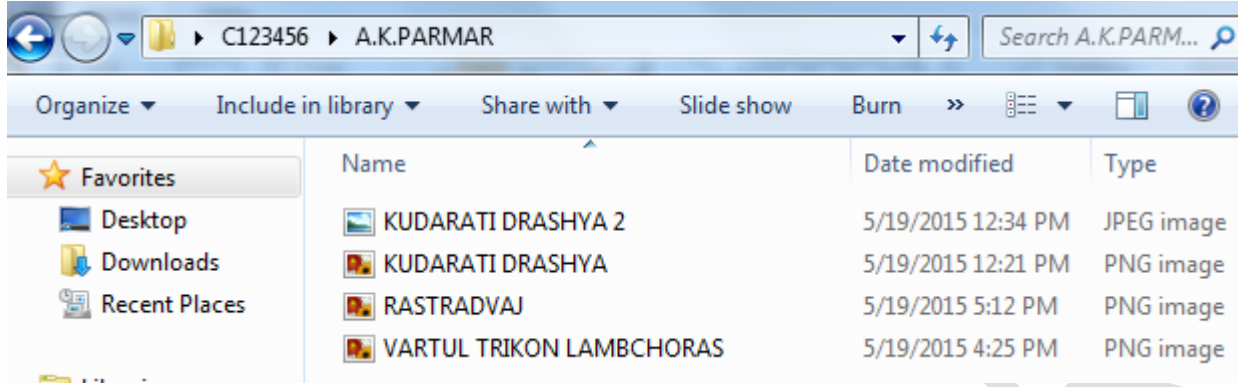 C123456 A.K.PARMAR Search A.K.PARM...
Organize Include in library Share with Slide show Burn »
Favorites Name Date modified Type
Desktop KUDARATI DRASHYA 2 5/19/2015 12:34 PM JPEG image
Downloads KUDARATI DRASHYA 5/19/2015 12:21 PM PNG image
Recent Places RASTRADVAJ 5/19/2015 5:12 PM PNG image
VARTUL TRIKON LAMBCHORAS 5/19/2015 4:25 PM PNG image